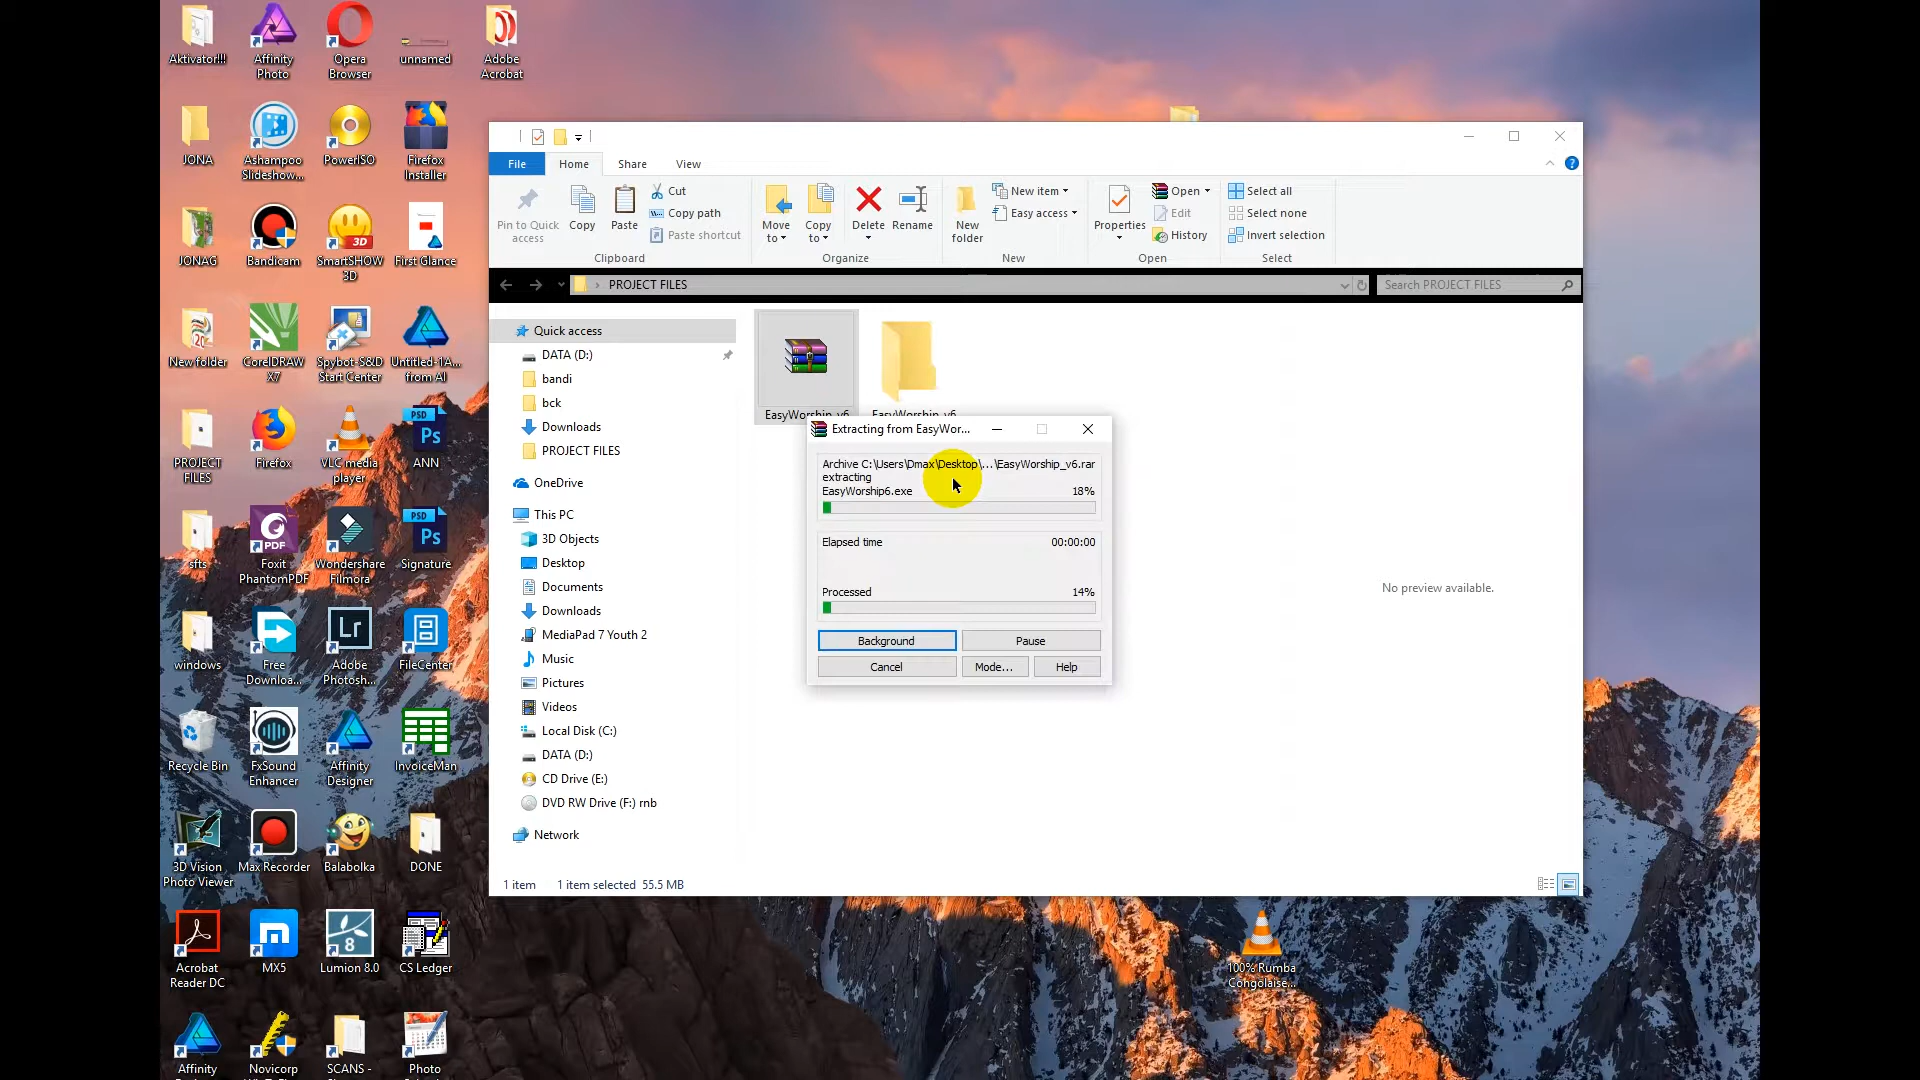 Aktivator!!!
Affinity
Photo
Opera
Browser
unnamed
Adobe
Acrobat
JONA
Ashampoo
Slideshow...
PowerISO
Firefox
Installer
JONAG
Bandicam
SmartSHOW
3D
First Glance
New folder
CorelDRAW
X7
Spybot-S&D
Start Center
Untitled-1A...
from AI
PROJECT
FILES
Firefox
VLC media
player
ANN
sfts
Foxit
PhantomPDF
Wondershare
Filmora
Signature
windows
Free
Downloa...
Adobe
Photosh...
FileCenter
Recycle Bin
FxSound
Enhancer
Affinity
Designer
InvoiceMan
3D Vision
Photo Viewer
Max Recorder
Balabolka
DONE
Acrobat
Reader DC
MX5
Lumion 8.0
CS Ledger
Affinity
Novicorp
SCANS -
Photo
File
Home
Share
View
Pin to Quick
access
Copy
Paste
Cut
Copy path
Paste shortcut
Clipboard
Move
to
Copy
to
Delete
Rename
Organize
New
folder
New item
Easy access
New
Properties
Open
Edit
History
Open
Select all
Select none
Invert selection
Select
PROJECT FILES
Search PROJECT FILES
Quick access
DATA (D:)
bandi
bck
Downloads
PROJECT FILES
OneDrive
This PC
3D Objects
Desktop
Documents
Downloads
MediaPad 7 Youth 2
Music
Pictures
Videos
Local Disk (C:)
DATA (D:)
CD Drive (E:)
DVD RW Drive (F:) rnb
Network
EasyWorship_v6
EasyWorship_v6
Extracting from EasyWor...
Archive C:\Users\Dmax\Desktop\...\EasyWorship_v6.rar
extracting
EasyWorship6.exe 18%
Elapsed time 00:00:00
Processed 14%
Background
Pause
Cancel
Mode...
Help
No preview available.
1 item 1 item selected 55.5 MB
100% Rumba
Congolaise...